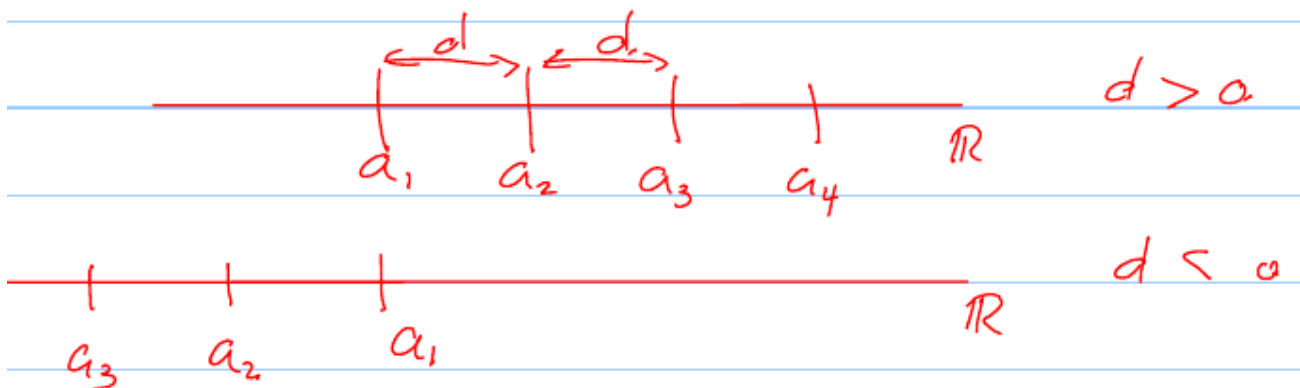 d d
d > 0
a₁ a₂ a₃ a₄ ℝ
d < 0
a₃ a₂ a₁ ℝ